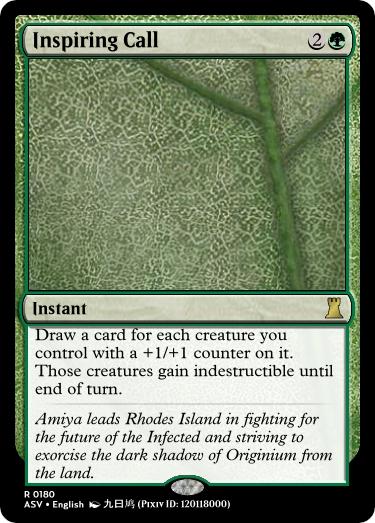 Inspiring Call 2
Instant
Draw a card for each creature you
control with a +1/+1 counter on it.
Those creatures gain indestructible until
end of turn.
Amiya leads Rhodes Island in fighting for
the future of the Infected and striving to
exorcise the dark shadow of Originium from
the land.
R 0180
ASV • English 九日鸠 (Pixiv ID: 120118000)